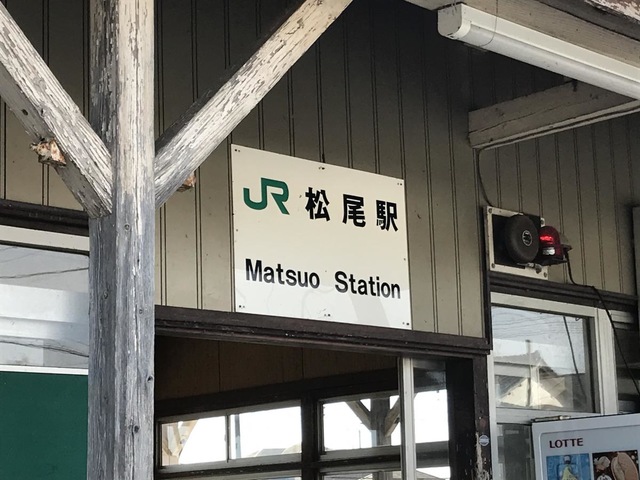 JR 松尾駅
Matsuo Station
LOTTE